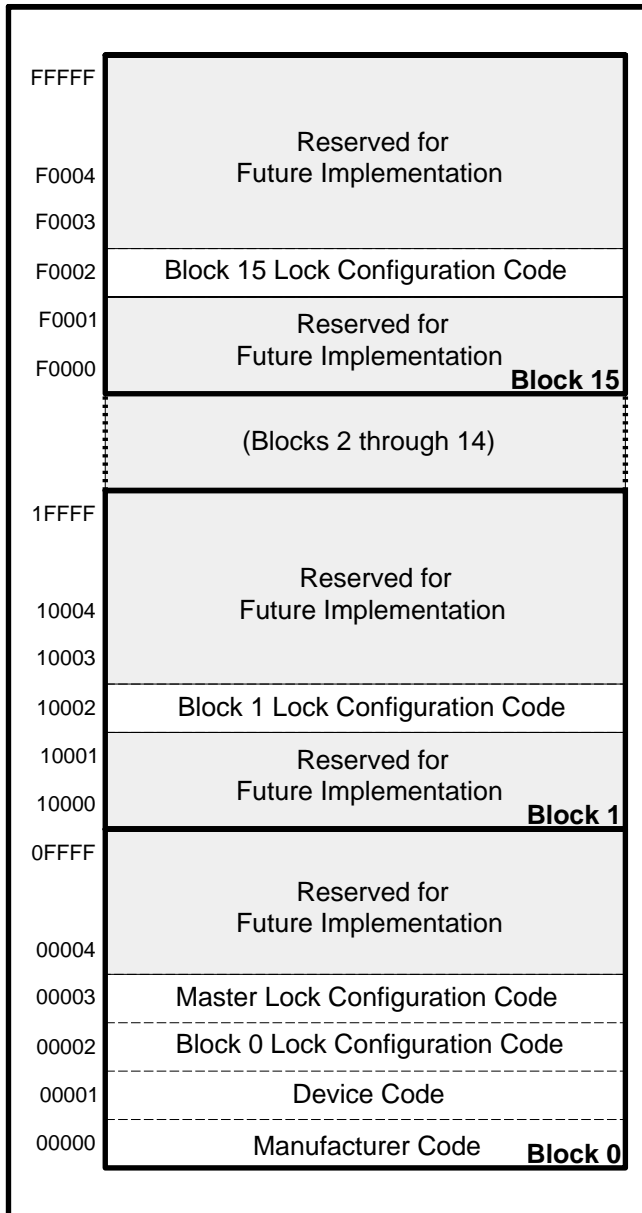 FFFFF
Reserved for
Future Implementation
F0004
F0003
F0002 Block 15 Lock Configuration Code
F0001
Reserved for
Future Implementation
F0000
Block 15
(Blocks 2 through 14)
1FFFF
Reserved for
Future Implementation
10004
10003
10002 Block 1 Lock Configuration Code
10001
Reserved for
Future Implementation
10000
Block 1
0FFFF
Reserved for
Future Implementation
00004
00003 Master Lock Configuration Code
00002 Block 0 Lock Configuration Code
00001 Device Code
00000 Manufacturer Code Block 0